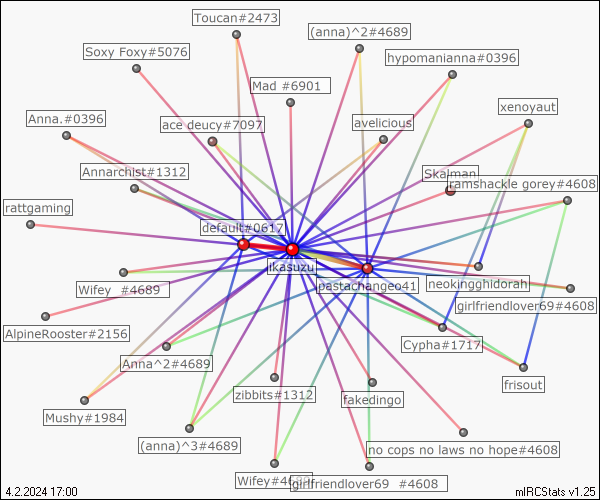 Toucan#2473
(anna)^2#4689
Soxy Foxy#5076
hypomanianna#0396
Mad #6901
xenoyaut
Anna.#0396
ace deucy#7097
avelicious
Annarchist#1312
Skajman
ramshackle gorey#4608
rattgaming
default#0617
ikasuzu
pastachangeo41
neokingghidorah
Wifey #4689
girlfriendlover69#4608
AlpineRooster#2156
Cypha#1717
Anna^2#4689
frisout
zibbits#1312
fakedingo
Mushy#1984
(anna)^3#4689
no cops no laws no hope#4608
Wifey#4689
girlfriendlover69 #4608
4.2.2024 17:00
mIRCStats v1.25